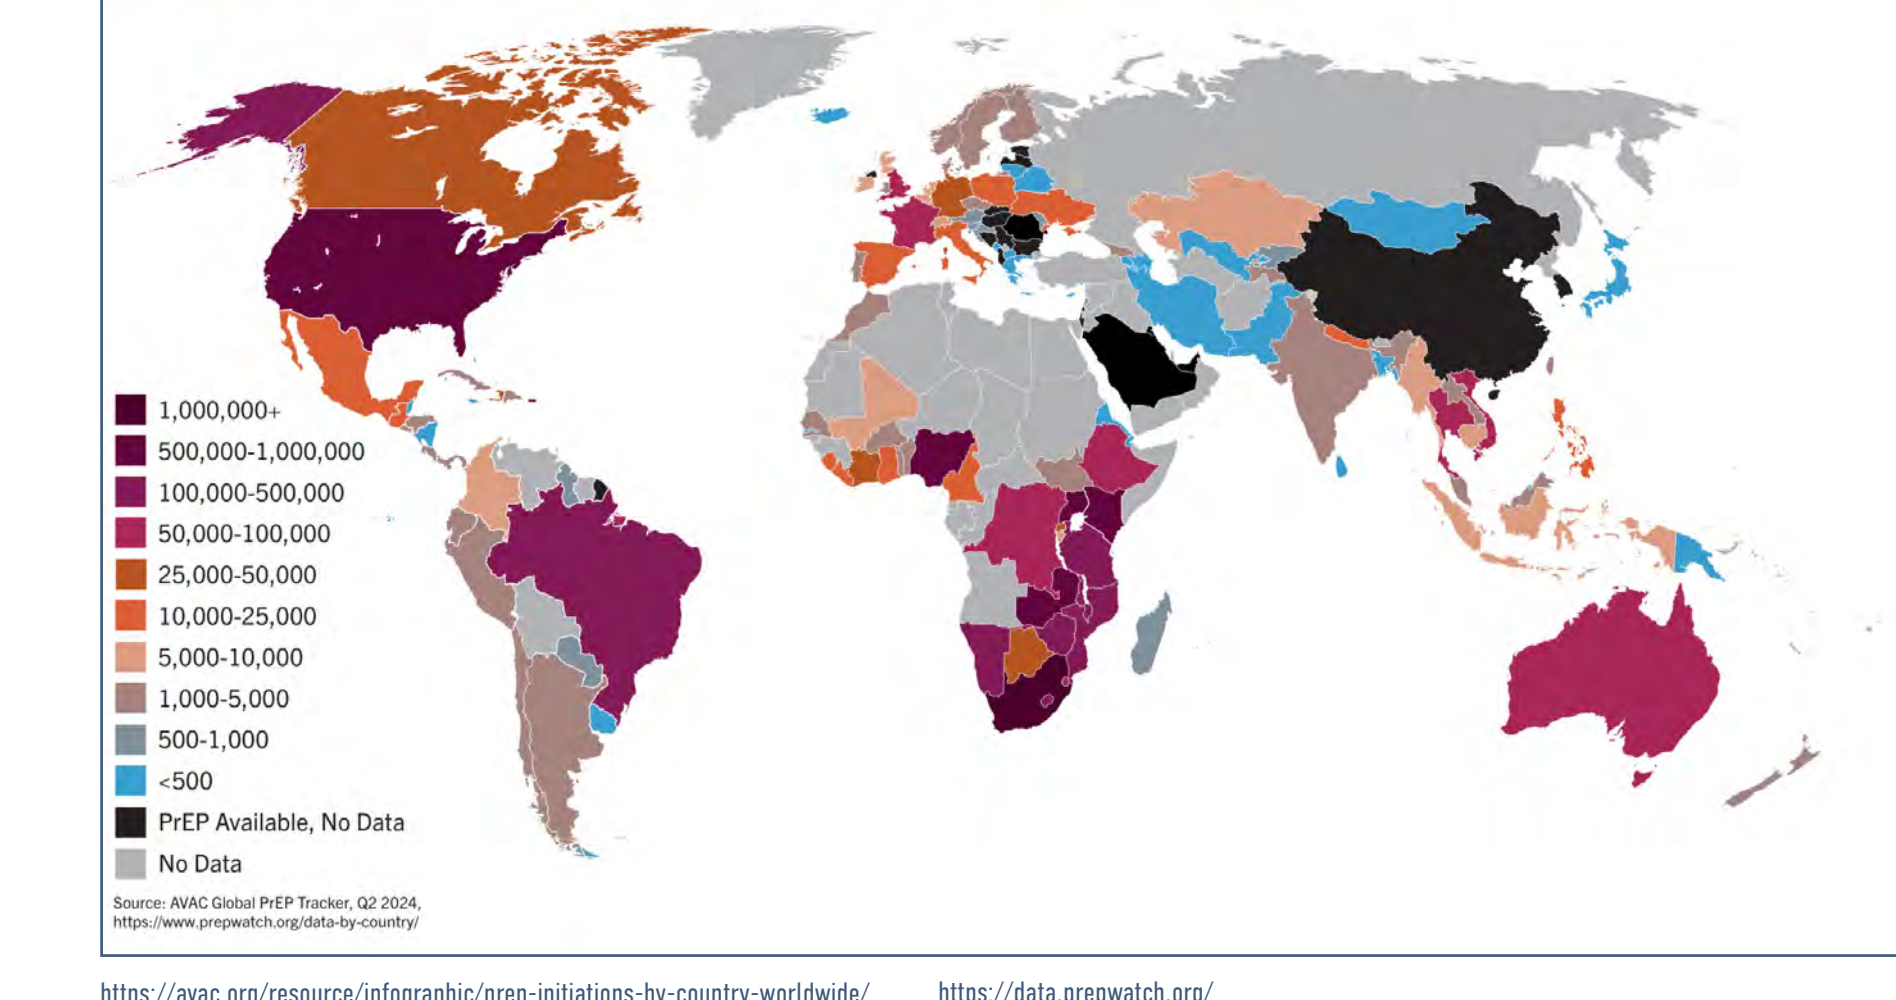 1,000,000+
500,000-1,000,000
100,000-500,000
50,000-100,000
25,000-50,000
10,000-25,000
5,000-10,000
1,000-5,000
500-1,000
<500
PrEP Available, No Data
No Data
Source: AVAC Global PrEP Tracker, Q2 2024,
https://www.prepwatch.org/data-by-country/
https://avac.org/resource/infographic/prep-initiations-by-country-worldwide/
https://data.prepwatch.org/